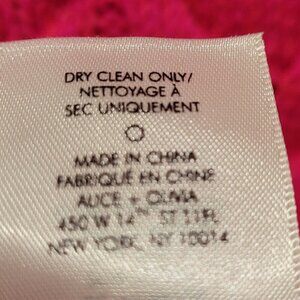 DRY CLEAN ONLY/
NETTOYAGE À
SEC UNIQUEMENT
MADE IN CHINA
FABRIQUÉ EN CHINE
ALICE + OLIVIA
450 W 14TH ST 11FL
NEW YORK, NY 10014